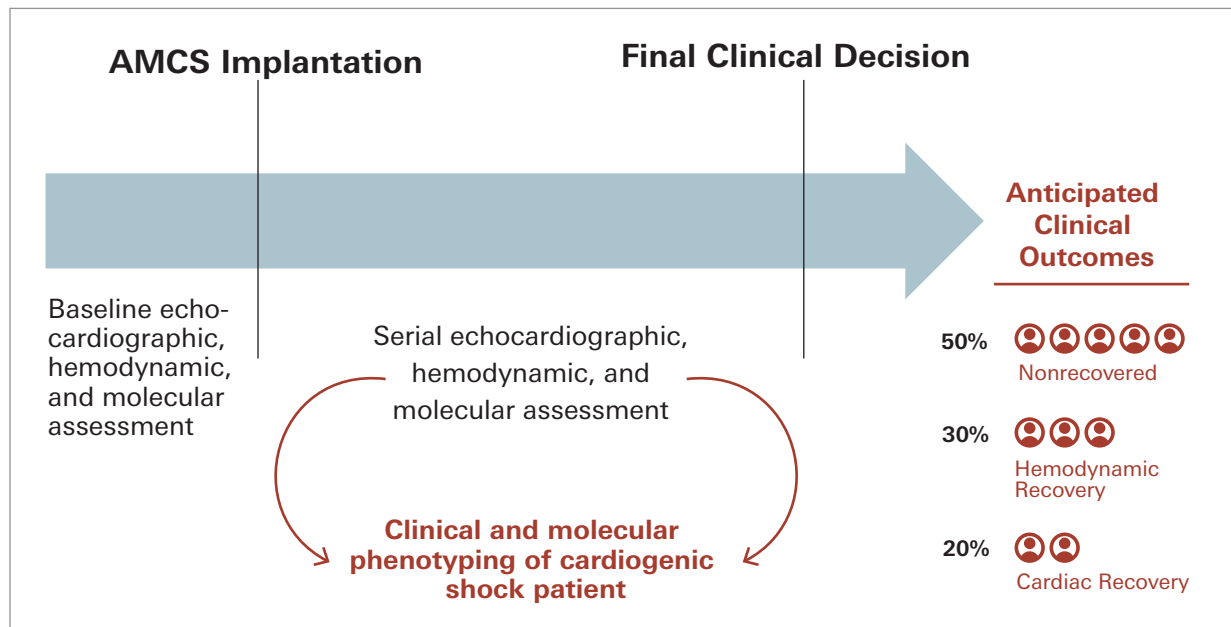 AMCS Implantation
Final Clinical Decision
Anticipated
Clinical
Outcomes
Baseline echo-
cardiographic,
hemodynamic,
and molecular
assessment
Serial echocardiographic,
hemodynamic, and
molecular assessment
Clinical and molecular
phenotyping of cardiogenic
shock patient
50%
Nonrecovered
30%
Hemodynamic
Recovery
20%
Cardiac Recovery